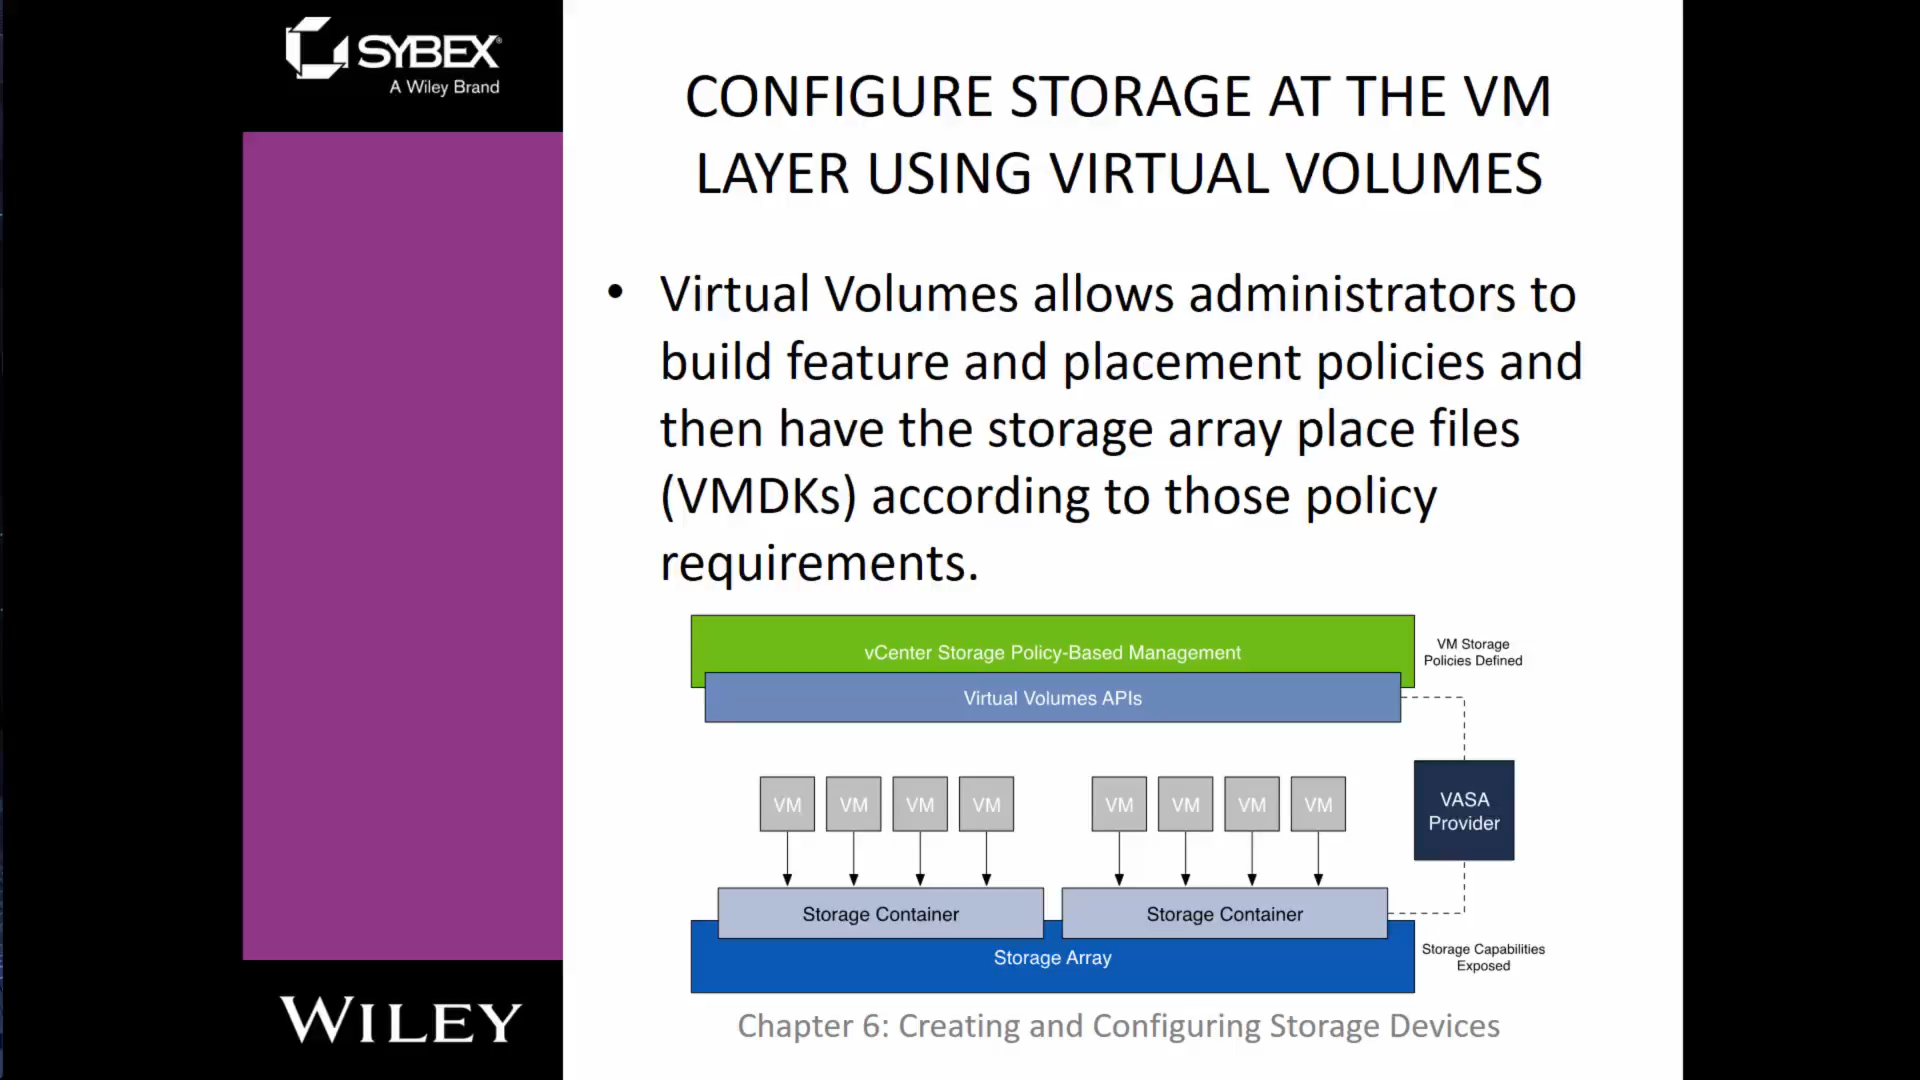 SYBEX®
A Wiley Brand
CONFIGURE STORAGE AT THE VM
LAYER USING VIRTUAL VOLUMES
• Virtual Volumes allows administrators to
build feature and placement policies and
then have the storage array place files
(VMDKs) according to those policy
requirements.
vCenter Storage Policy-Based Management
VM Storage
Policies Defined
Virtual Volumes APIs
VM VM VM VM VM VM VM VM
VASA
Provider
Storage Container Storage Container
Storage Array
Storage Capabilities
Exposed
WILEY
Chapter 6: Creating and Configuring Storage Devices